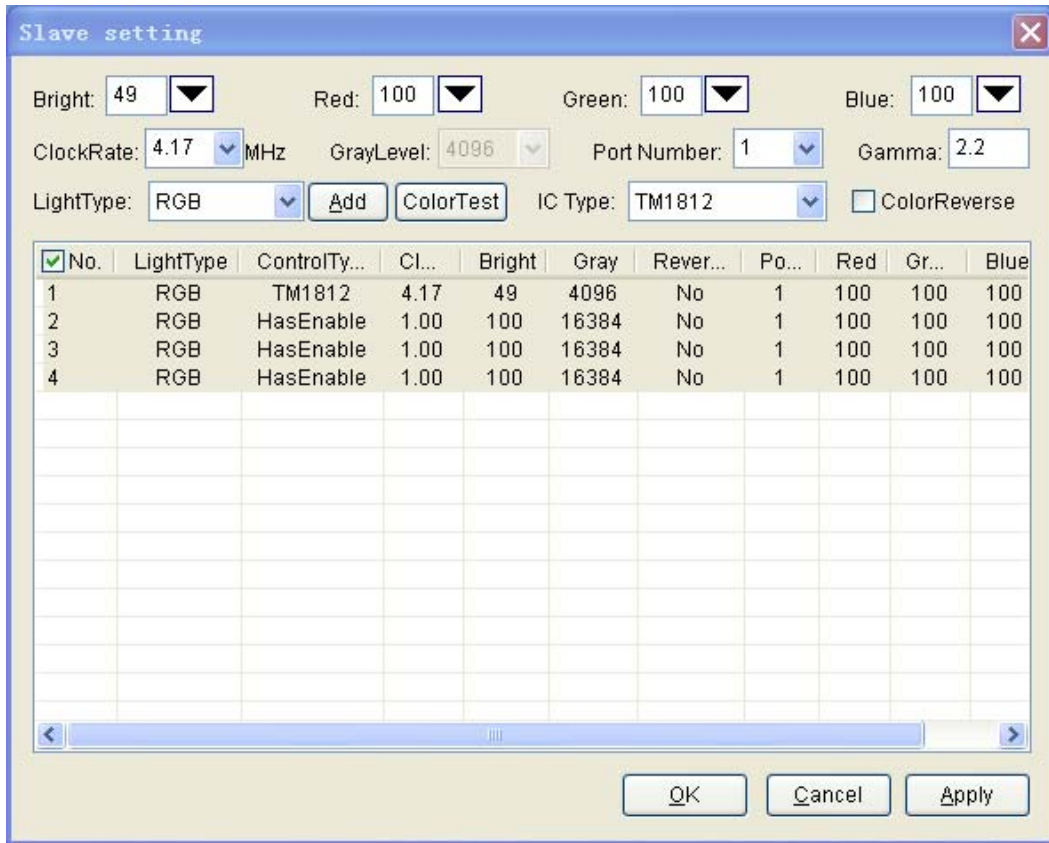 Slave setting
Bright: 49 Red: 100 Green: 100 Blue: 100
ClockRate: 4.17 MHz GrayLevel: 4096 Port Number: 1 Gamma: 2.2
LightType: RGB Add ColorTest IC Type: TM1812 ColorReverse
No. LightType ControlTy... Cl... Bright Gray Rever... Po... Red Gr... Blue
1 RGB TM1812 4.17 49 4096 No 1 100 100 100
2 RGB HasEnable 1.00 100 16384 No 1 100 100 100
3 RGB HasEnable 1.00 100 16384 No 1 100 100 100
4 RGB HasEnable 1.00 100 16384 No 1 100 100 100
OK Cancel Apply